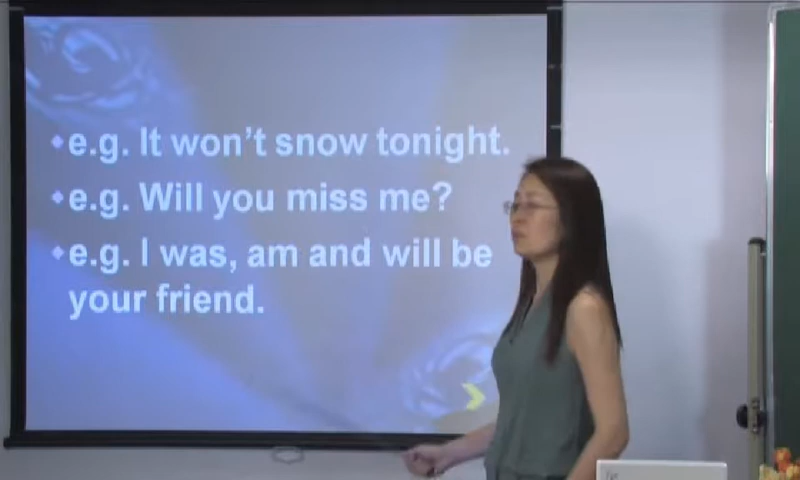 e.g. It won't snow tonight.
e.g. Will you miss me?
e.g. I was, am and will be
your friend.